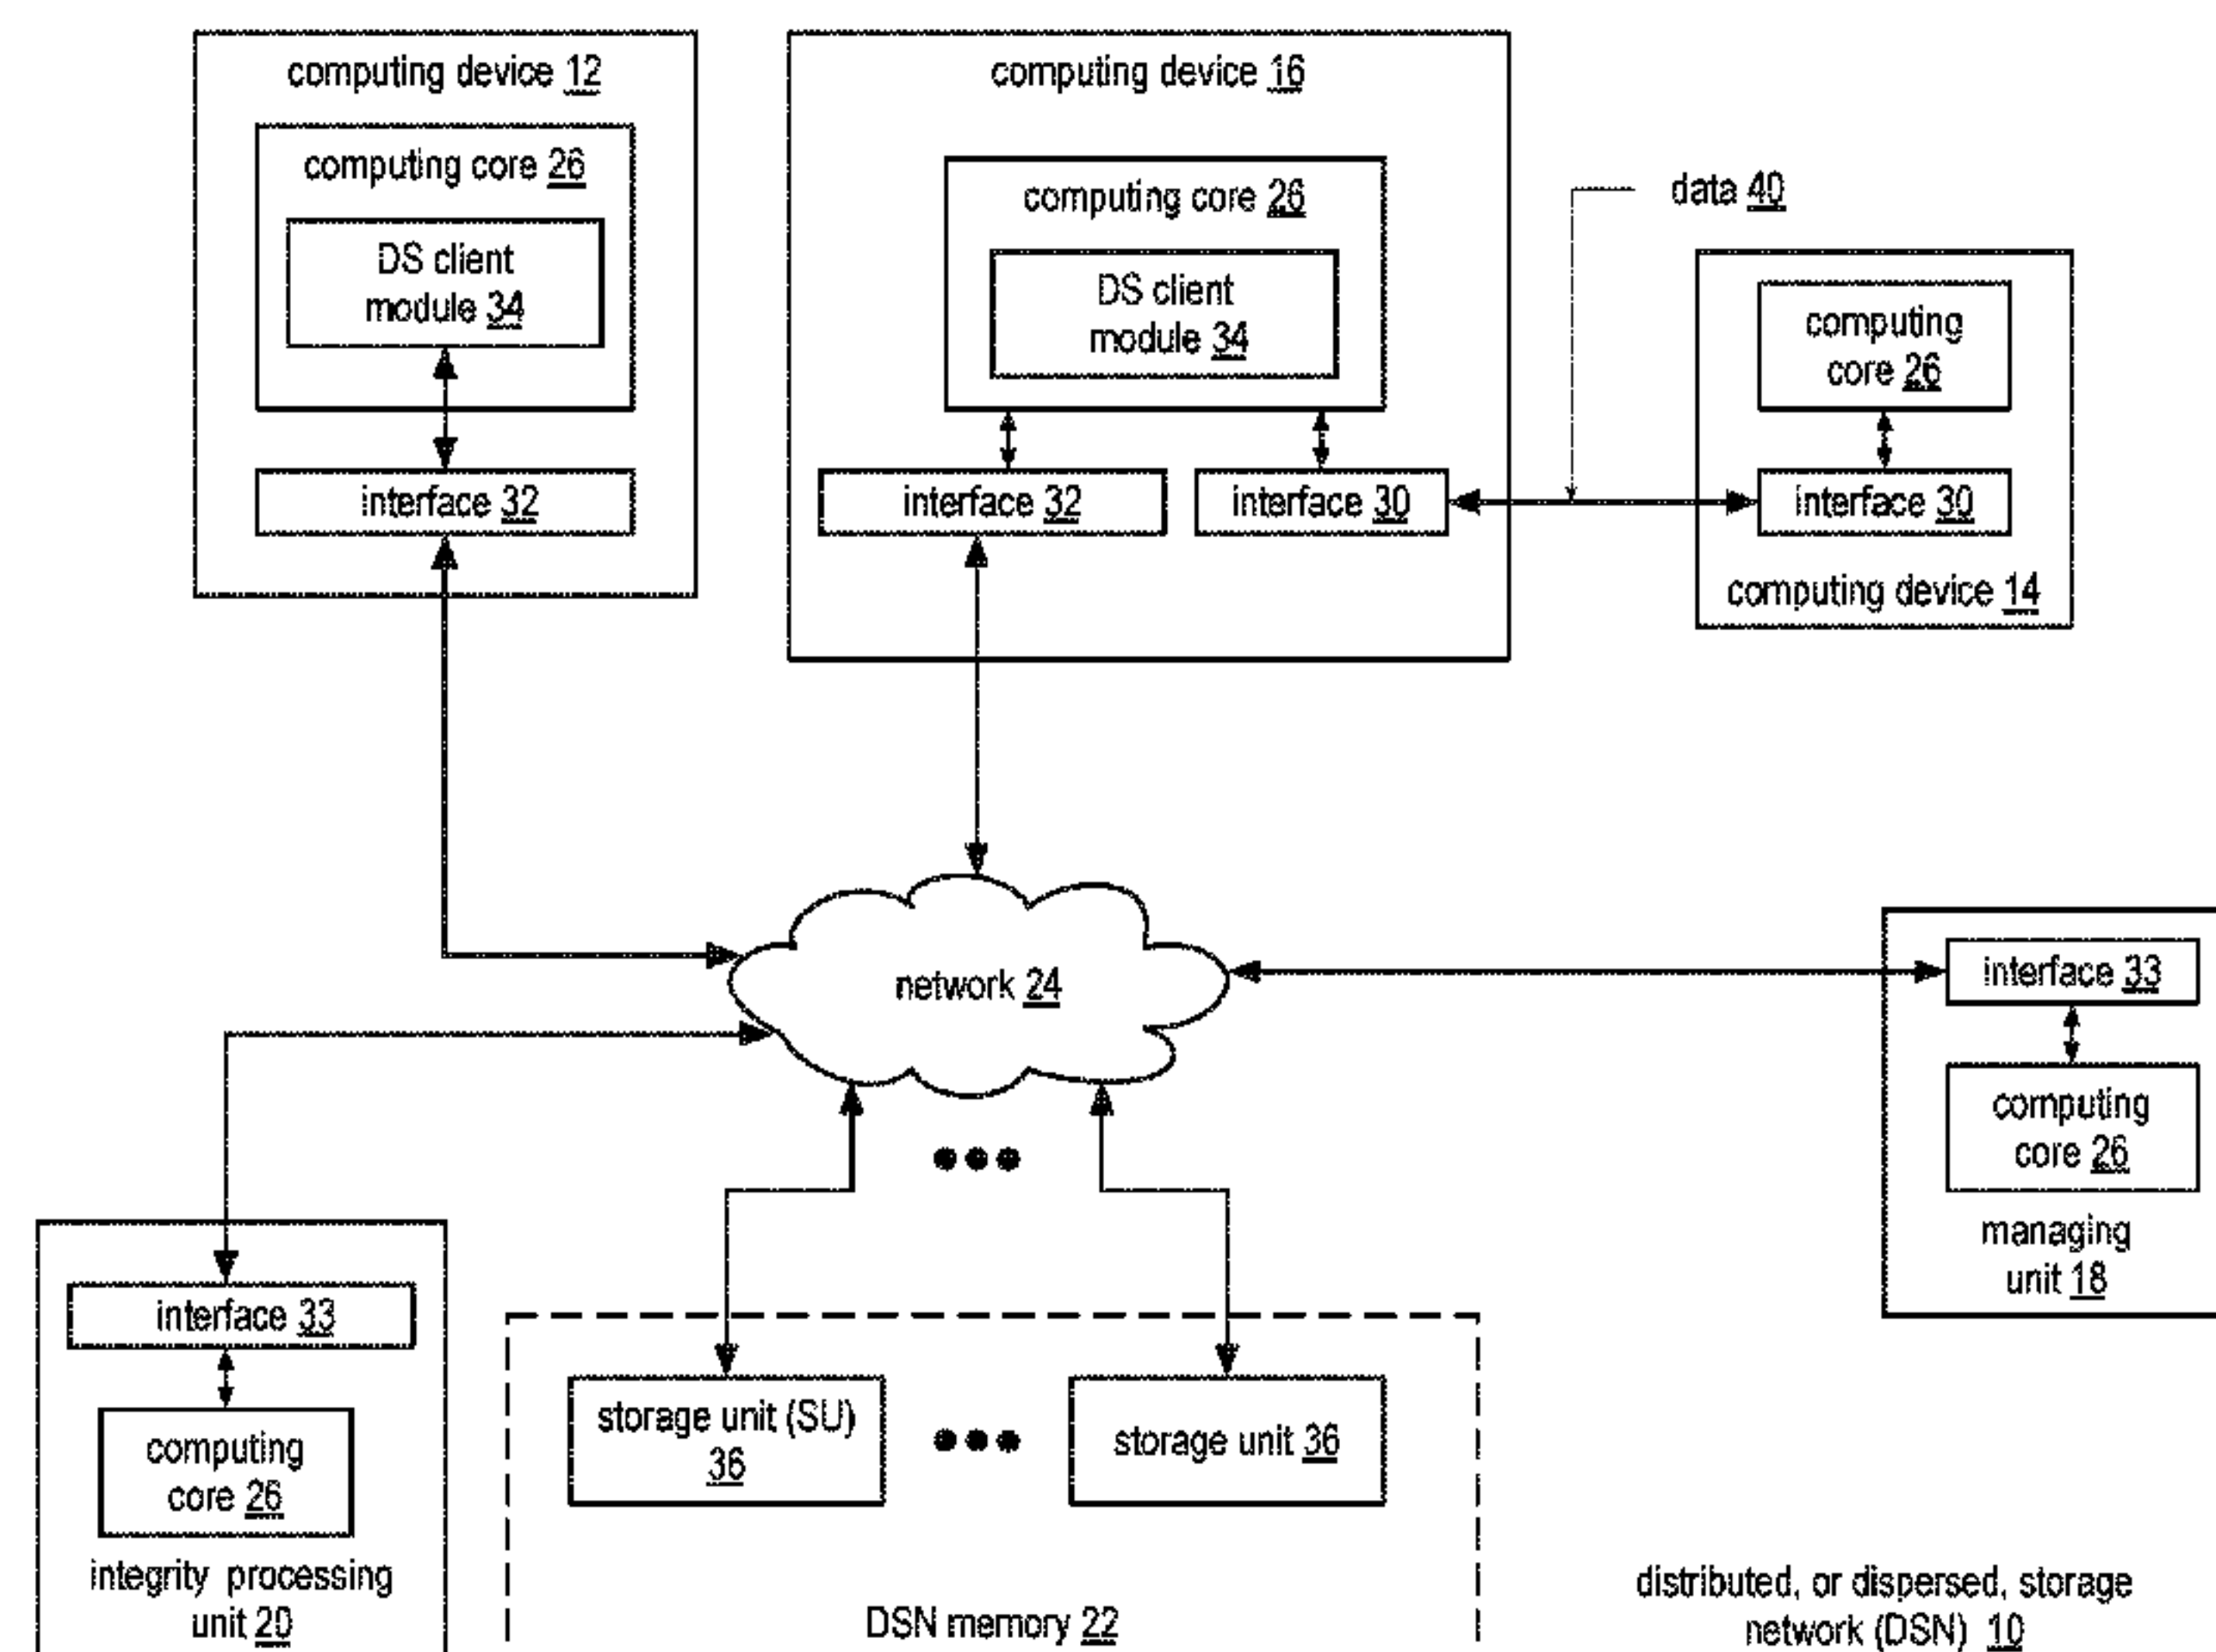 computing device 12
computing core 26
DS client
module 34
interface 32
computing device 16
computing core 26
DS client
module 34
interface 32
interface 30
data 40
computing
core 26
interface 30
computing device 14
network 24
interface 33
computing
core 26
managing
unit 18
interface 33
computing
core 26
integrity processing
unit 20
storage unit (SU)
36
storage unit 36
DSN memory 22
distributed, or dispersed, storage
network (DSN) 10